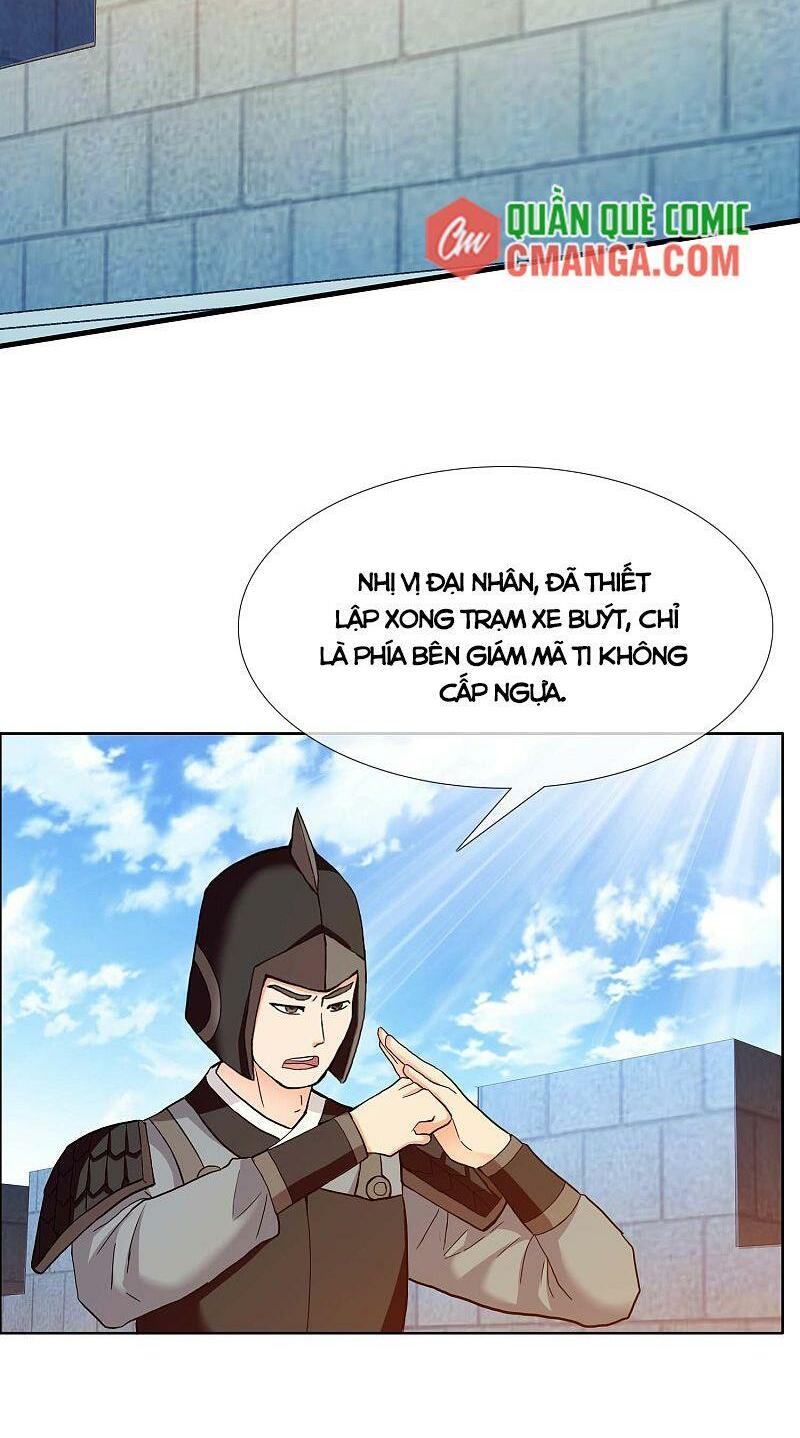 Cm
QUẦN QUÈ COMIC
CMANGA.COM
NHỊ VỊ ĐẠI NHÂN, ĐÃ THIẾT
LẬP XONG TRẠM XE BUÝT, CHỈ
LÀ PHÍA BÊN GIÁM MÃ TI KHÔNG
CẤP NGỰA.